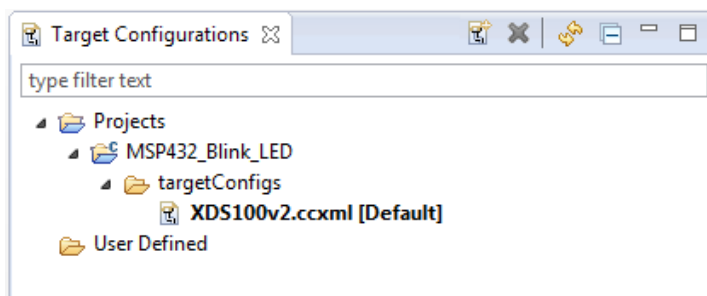 Target Configurations
type filter text
Projects
MSP432_Blink_LED
targetConfigs
XDS100v2.ccxml [Default]
User Defined